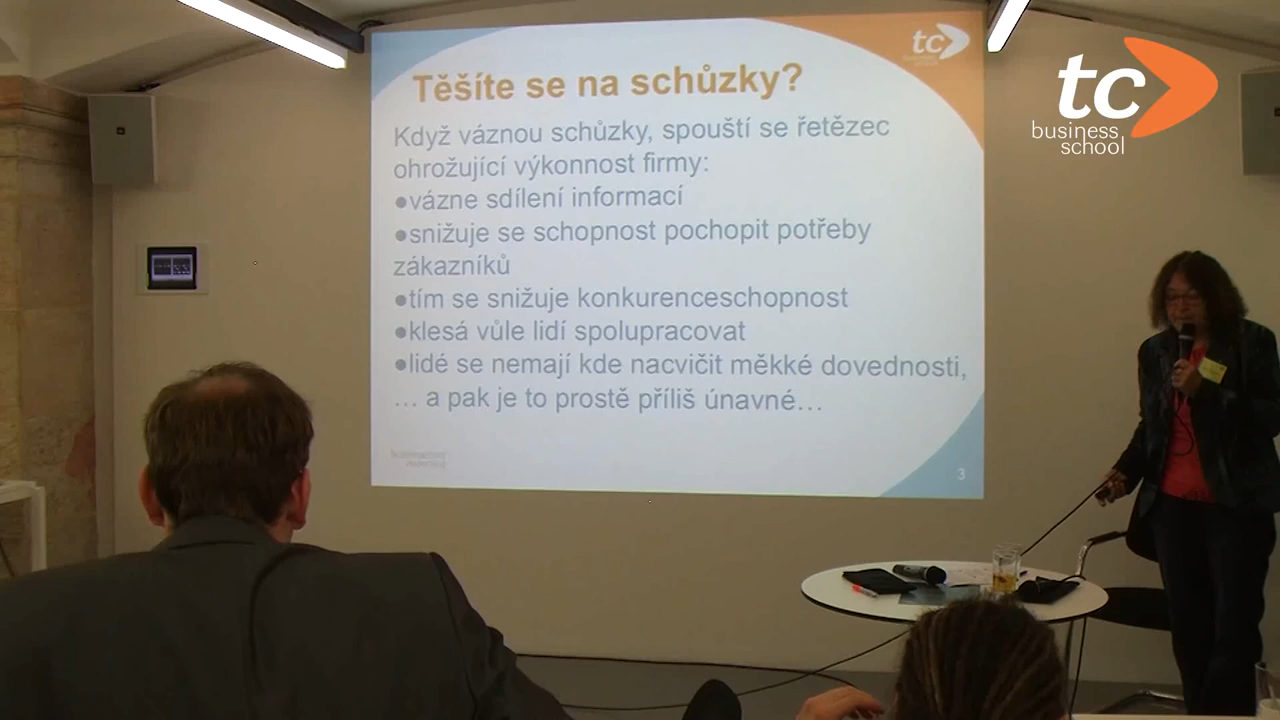 Těšíte se na schůzky?
Když váznou schůzky, spouští se řetězec
ohrožující výkonnost firmy:
●vázne sdílení informací
●snižuje se schopnost pochopit potřeby
zákazníků
●tím se snižuje konkurenceschopnost
●klesá vůle lidí spolupracovat
●lidé se nemají kde nacvičit měkké dovednosti,
… a pak je to prostě příliš únavné…
3
tc
tc
business
school